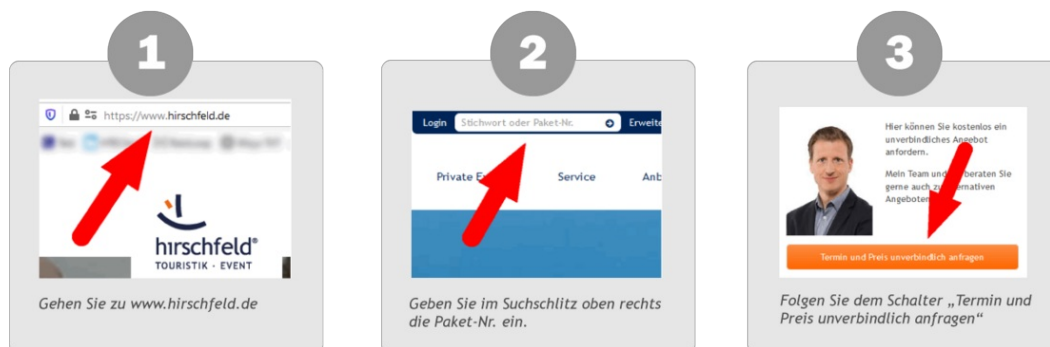 1
https://www.hirschfeld.de
hirschfeld®
TOURISTIK - EVENT
Gehen Sie zu www.hirschfeld.de
2
Login Stichwort oder Paket-Nr.
Private Service
Geben Sie im Suchschlitz oben rechts
die Paket-Nr. ein.
3
Hier können Sie kostenlos ein
unverbindliches Angebot
anfordern.
Mein Team und beraten Sie
gerne auch
Angeboten
Termin und Preis unverbindlich anfragen
Folgen Sie dem Schalter „Termin und
Preis unverbindlich anfragen“